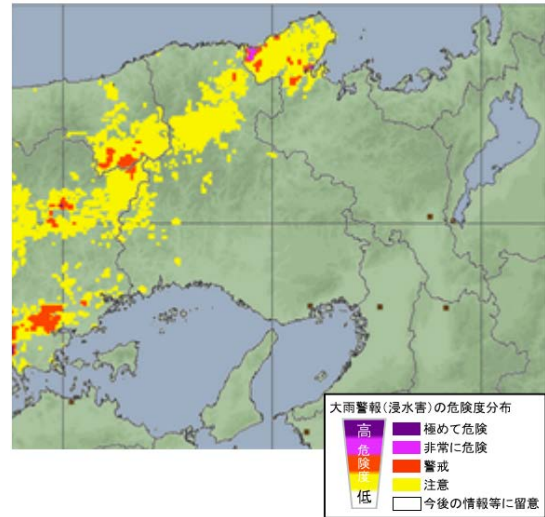 大雨警報(浸水害)の危険度分布
高
危険度
低
極めて危険
非常に危険
警戒
注意
今後の情報等に留意